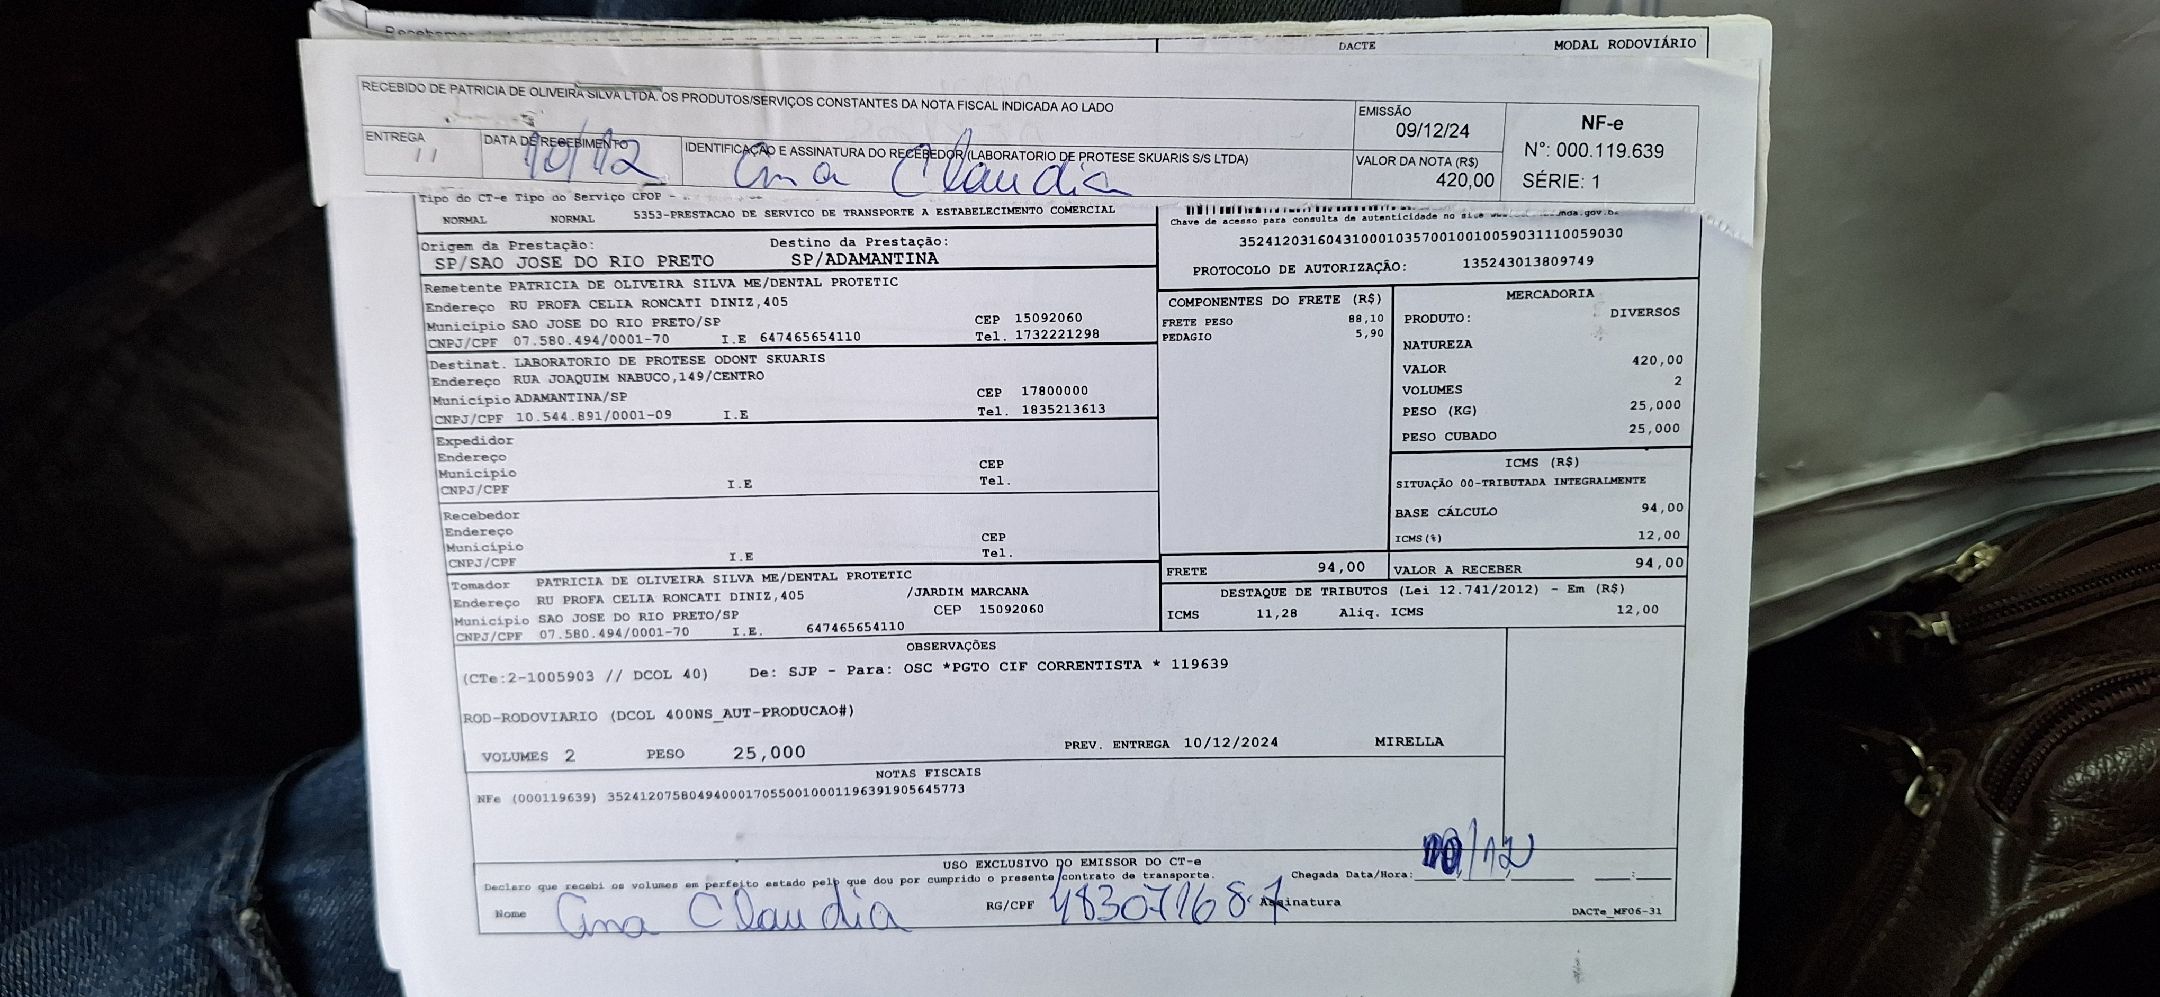 DACTE MODAL RODOVIÁRIO
RECEBIDO DE PATRICIA DE OLIVEIRA SILVA LTDA. OS PRODUTOS/SERVIÇOS CONSTANTES DA NOTA FISCAL INDICADA AO LADO
EMISSÃO
09/12/24
NF-e
Nº: 000.119.639
SÉRIE: 1
ENTREGA
DATA DE RECEBIMENTO
10/12
IDENTIFICAÇÃO E ASSINATURA DO RECEBEDOR (LABORATORIO DE PROTESE SKUARIS S/S LTDA)
Ana Claudia
VALOR DA NOTA (R$)
420,00
Tipo do CT-e Tipo do Serviço CFOP -
NORMAL NORMAL 5353-PRESTACAO DE SERVICO DE TRANSPORTE A ESTABELECIMENTO COMERCIAL
Chave de acesso para consulta de autenticidade no site
35241203160431000103570010010059031110059030
PROTOCOLO DE AUTORIZAÇÃO: 135243013809749
Origem da Prestação: Destino da Prestação:
SP/SAO JOSE DO RIO PRETO SP/ADAMANTINA
Remetente PATRICIA DE OLIVEIRA SILVA ME/DENTAL PROTETIC
Endereço RU PROFA CELIA RONCATI DINIZ,405
Município SAO JOSE DO RIO PRETO/SP CEP 15092060
CNPJ/CPF 07.580.494/0001-70 I.E 647465654110 Tel. 1732221298
Destinat. LABORATORIO DE PROTESE ODONT SKUARIS
Endereço RUA JOAQUIM NABUCO,149/CENTRO
Município ADAMANTINA/SP CEP 17800000
CNPJ/CPF 10.544.891/0001-09 I.E Tel. 1835213613
Expedidor
Endereço
Município CEP
CNPJ/CPF I.E Tel.
Recebedor
Endereço
Município CEP
CNPJ/CPF I.E Tel.
Tomador PATRICIA DE OLIVEIRA SILVA ME/DENTAL PROTETIC
Endereço RU PROFA CELIA RONCATI DINIZ,405 /JARDIM MARCANA
Município SAO JOSE DO RIO PRETO/SP CEP 15092060
CNPJ/CPF 07.580.494/0001-70 I.E. 647465654110
COMPONENTES DO FRETE (R$)
FRETE PESO 88,10
PEDAGIO 5,90
MERCADORIA
PRODUTO: DIVERSOS
NATUREZA
VALOR 420,00
VOLUMES 2
PESO (KG) 25,000
PESO CUBADO 25,000
ICMS (R$)
SITUAÇÃO 00-TRIBUTADA INTEGRALMENTE
BASE CÁLCULO 94,00
ICMS(%) 12,00
FRETE 94,00 VALOR A RECEBER 94,00
DESTAQUE DE TRIBUTOS (Lei 12.741/2012) - Em (R$)
ICMS 11,28 Aliq. ICMS 12,00
OBSERVAÇÕES
(CTe:2-1005903 // DCOL 40) De: SJP - Para: OSC *PGTO CIF CORRENTISTA * 119639
ROD-RODOVIARIO (DCOL 400NS_AUT-PRODUCAO#)
VOLUMES 2 PESO 25,000 PREV. ENTREGA 10/12/2024 MIRELLA
NOTAS FISCAIS
NFe (000119639) 35241207580494000170550010001196391905645773
USO EXCLUSIVO DO EMISSOR DO CT-e
Declaro que recebi os volumes em perfeito estado pelo que dou por cumprido o presente contrato de transporte. Chegada Data/Hora: 10/12
Nome Ana Claudia RG/CPF 48307168-7 Assinatura
DACTe_MF06-31